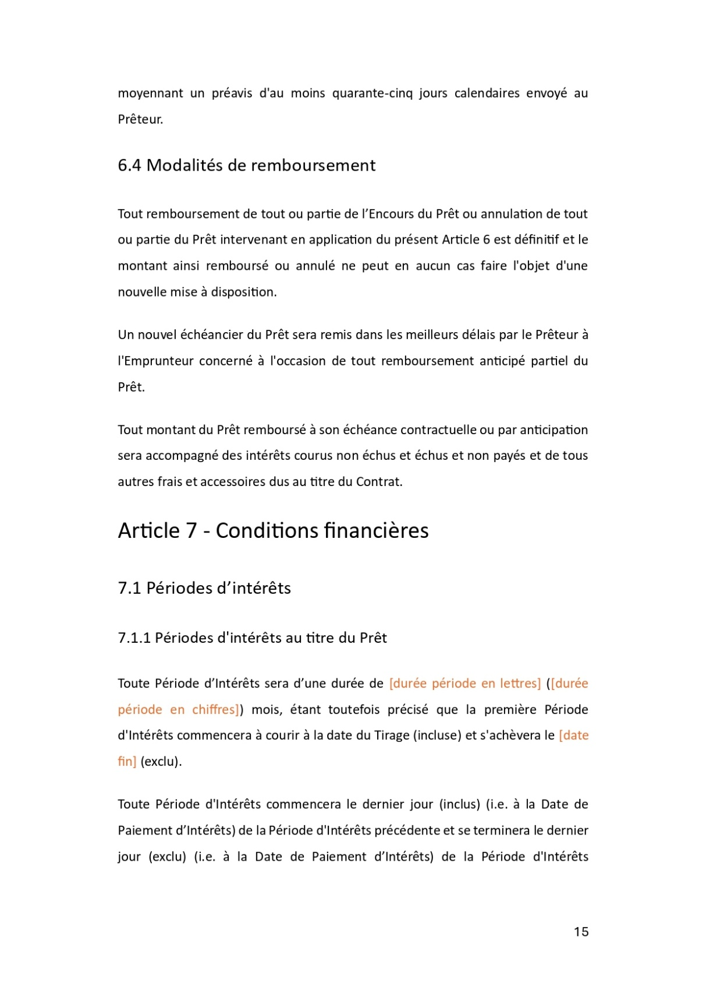 moyennant un préavis d'au moins quarante-cinq jours calendaires envoyé au
Prêteur.
6.4 Modalités de remboursement
Tout remboursement de tout ou partie de l’Encours du Prêt ou annulation de tout
ou partie du Prêt intervenant en application du présent Article 6 est définitif et le
montant ainsi remboursé ou annulé ne peut en aucun cas faire l'objet d'une
nouvelle mise à disposition.
Un nouvel échéancier du Prêt sera remis dans les meilleurs délais par le Prêteur à
l'Emprunteur concerné à l'occasion de tout remboursement anticipé partiel du
Prêt.
Tout montant du Prêt remboursé à son échéance contractuelle ou par anticipation
sera accompagné des intérêts courus non échus et échus et non payés et de tous
autres frais et accessoires dus au titre du Contrat.
Article 7 - Conditions financières
7.1 Périodes d’intérêts
7.1.1 Périodes d'intérêts au titre du Prêt
Toute Période d’Intérêts sera d’une durée de [durée période en lettres] ([durée
période en chiffres]) mois, étant toutefois précisé que la première Période
d'Intérêts commencera à courir à la date du Tirage (incluse) et s'achèvera le [date
fin] (exclu).
Toute Période d'Intérêts commencera le dernier jour (inclus) (i.e. à la Date de
Paiement d’Intérêts) de la Période d'Intérêts précédente et se terminera le dernier
jour (exclu) (i.e. à la Date de Paiement d’Intérêts) de la Période d'Intérêts
15